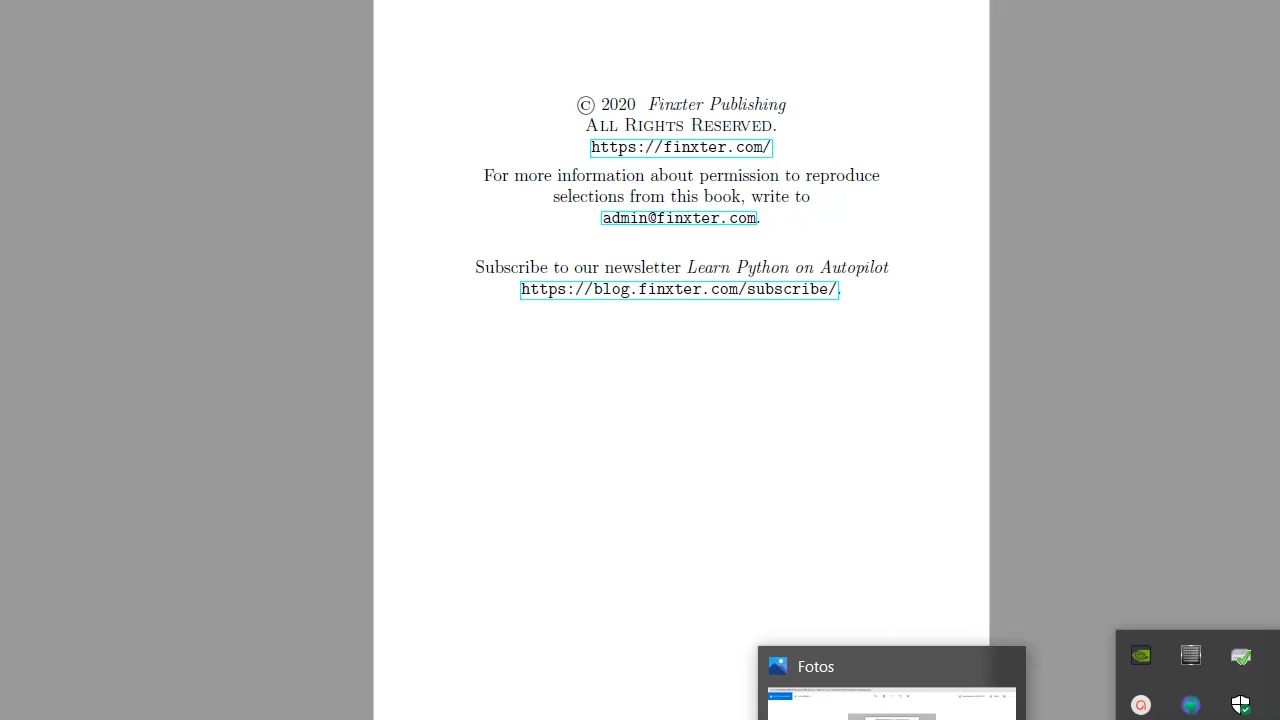 © 2020 Finxter Publishing
ALL RIGHTS RESERVED.
https://finxter.com/
For more information about permission to reproduce
selections from this book, write to
admin@finxter.com.
Subscribe to our newsletter Learn Python on Autopilot
https://blog.finxter.com/subscribe/.
Fotos